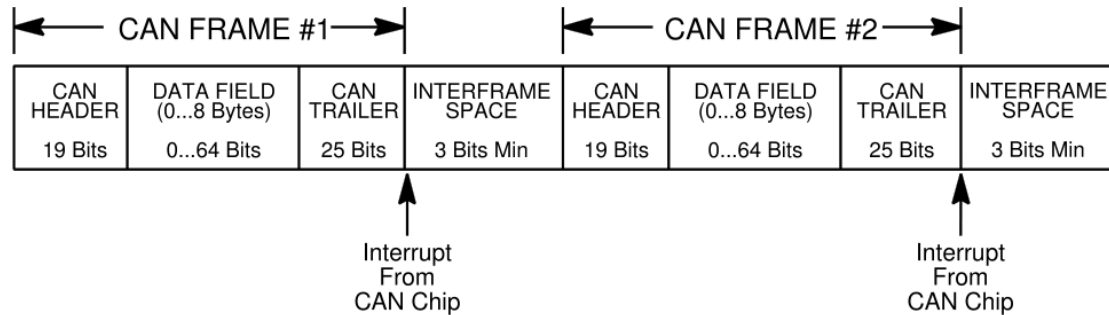 CAN FRAME #1
CAN FRAME #2
CAN HEADER
19 Bits
DATA FIELD
(0...8 Bytes)
0...64 Bits
CAN TRAILER
25 Bits
INTERFRAME SPACE
3 Bits Min
CAN HEADER
19 Bits
DATA FIELD
(0...8 Bytes)
0...64 Bits
CAN TRAILER
25 Bits
INTERFRAME SPACE
3 Bits Min
Interrupt
From
CAN Chip
Interrupt
From
CAN Chip